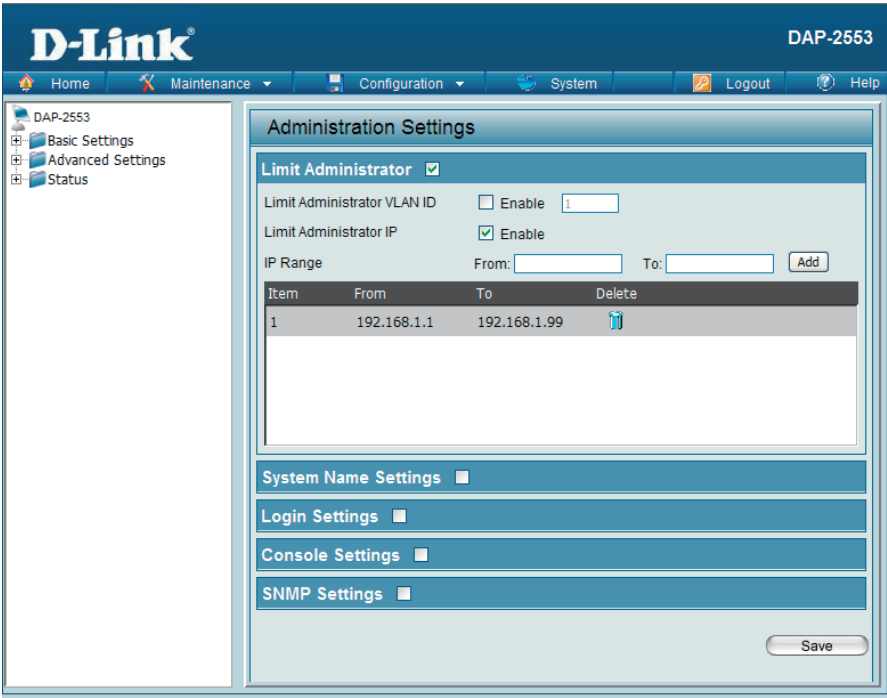 D-Link®
DAP-2553
Home Maintenance Configuration System Logout Help
DAP-2553
Basic Settings
Advanced Settings
Status
Administration Settings
Limit Administrator
Limit Administrator VLAN ID Enable 1
Limit Administrator IP Enable
IP Range From: To: Add
Item From To Delete
1 192.168.1.1 192.168.1.99
System Name Settings
Login Settings
Console Settings
SNMP Settings
Save